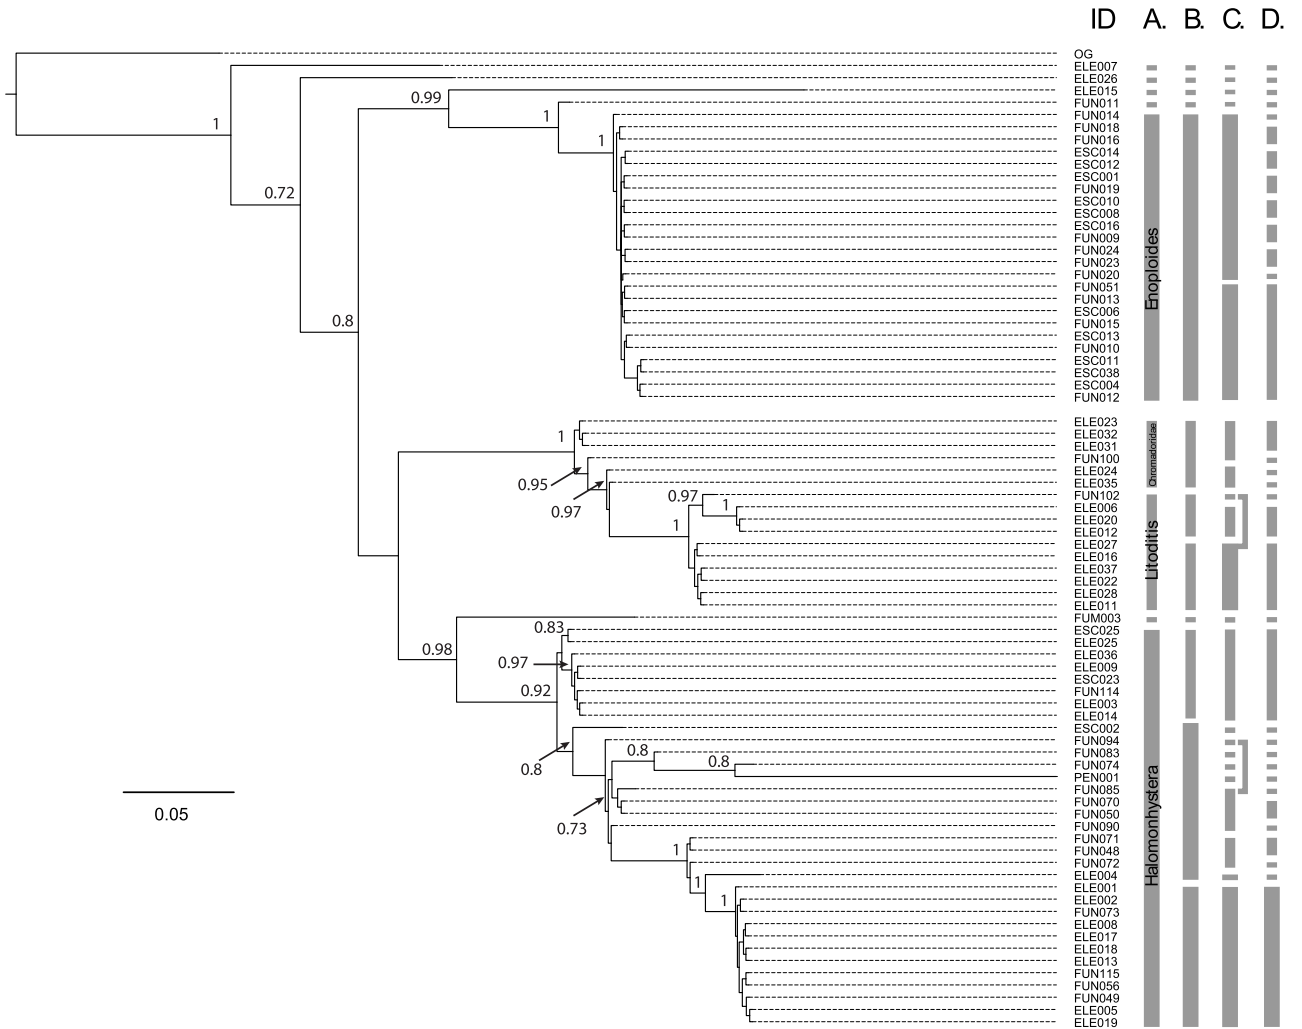 ID A. B. C. D.
OG
ELE007
ELE026
ELE015
0.99
FUN011
1
FUN014
1
FUN018
1
FUN016
ESC014
ESC012
ESC001
0.72
FUN019
ESC010
ESC008
ESC016
FUN009
FUN024
FUN023
FUN020
Enoploides
FUN051
FUN013
ESC006
0.8
FUN015
ESC013
FUN010
ESC011
ESC038
ESC004
FUN012
ELE023
1
ELE032
ELE031
Chromadoridae
FUN100
ELE024
0.95
ELE035
0.97
FUN102
0.97
ELE006
1
ELE020
1
ELE012
ELE027
Litoditis
ELE016
ELE037
ELE022
ELE028
ELE011
FUM003
0.83
ESC025
ELE025
0.98
ELE036
0.97
ELE009
ESC023
0.92
FUN114
ELE003
ELE014
ESC002
FUN094
0.8
FUN083
0.8
0.8
FUN074
PEN001
FUN085
0.05
FUN070
FUN050
0.73
FUN090
FUN071
1
FUN048
Halomonhystera
FUN072
1
ELE004
ELE001
1
ELE002
FUN073
ELE008
ELE017
ELE018
ELE013
FUN115
FUN056
FUN049
ELE005
ELE019